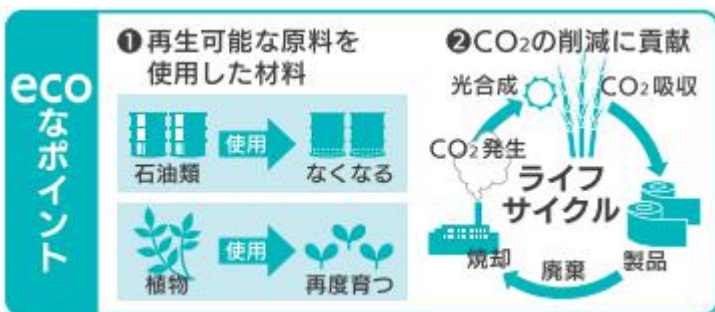 ecoなポイント
❶再生可能な原料を
使用した材料
石油類
使用
なくなる
植物
使用
再度育つ
❷CO₂の削減に貢献
光合成
CO₂吸収
CO₂発生
ライフ
サイクル
焼却
廃棄
製品